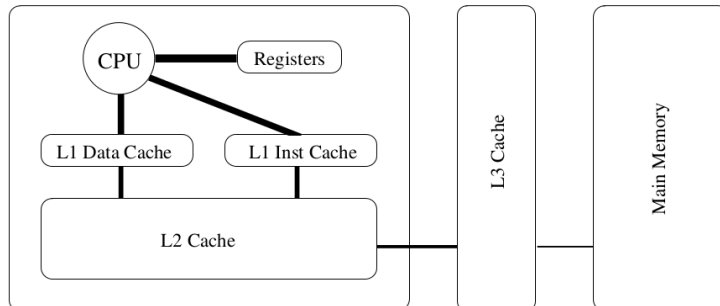 CPU
Registers
L1 Data Cache
L1 Inst Cache
L2 Cache
L3 Cache
Main Memory